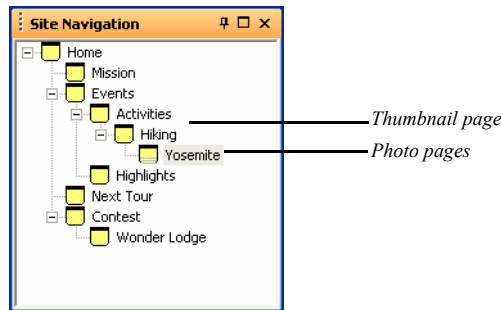 Site Navigation
Home
Mission
Events
Activities
Thumbnail page
Hiking
Yosemite
Photo pages
Highlights
Next Tour
Contest
Wonder Lodge